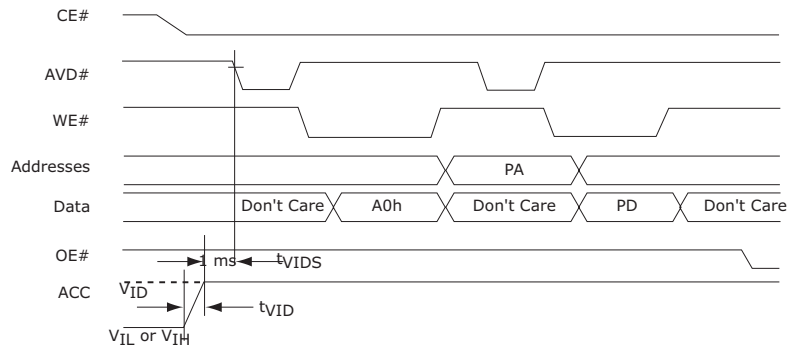 CE#
AVD#
WE#
Addresses
PA
Data
Don't Care
A0h
Don't Care
PD
Don't Care
OE#
1 ms
tVIDS
ACC
VID
tVID
VIL or VIH